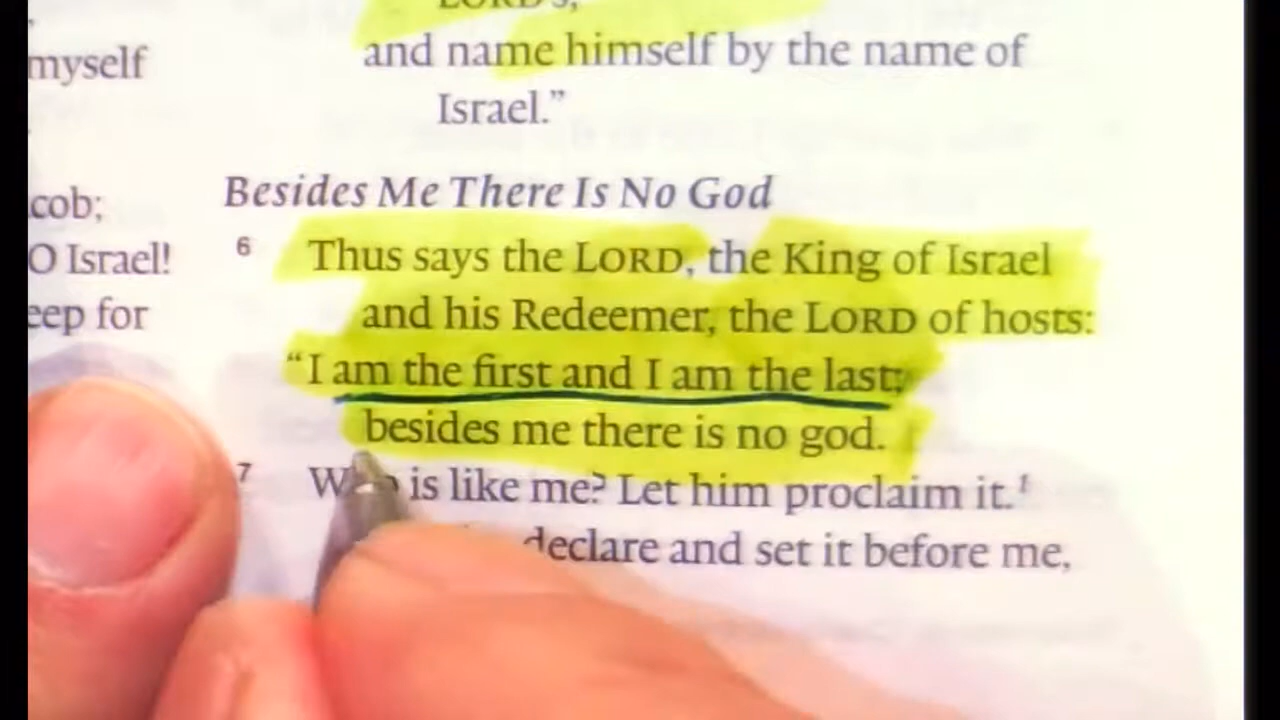 myself
cob;
O Israel!
eep for
LORD'S,
and name himself by the name of
Israel.”
Besides Me There Is No God
6 Thus says the LORD, the King of Israel
and his Redeemer, the LORD of hosts:
“I am the first and I am the last;
besides me there is no god.
7 Who is like me? Let him proclaim it.¹
declare and set it before me,